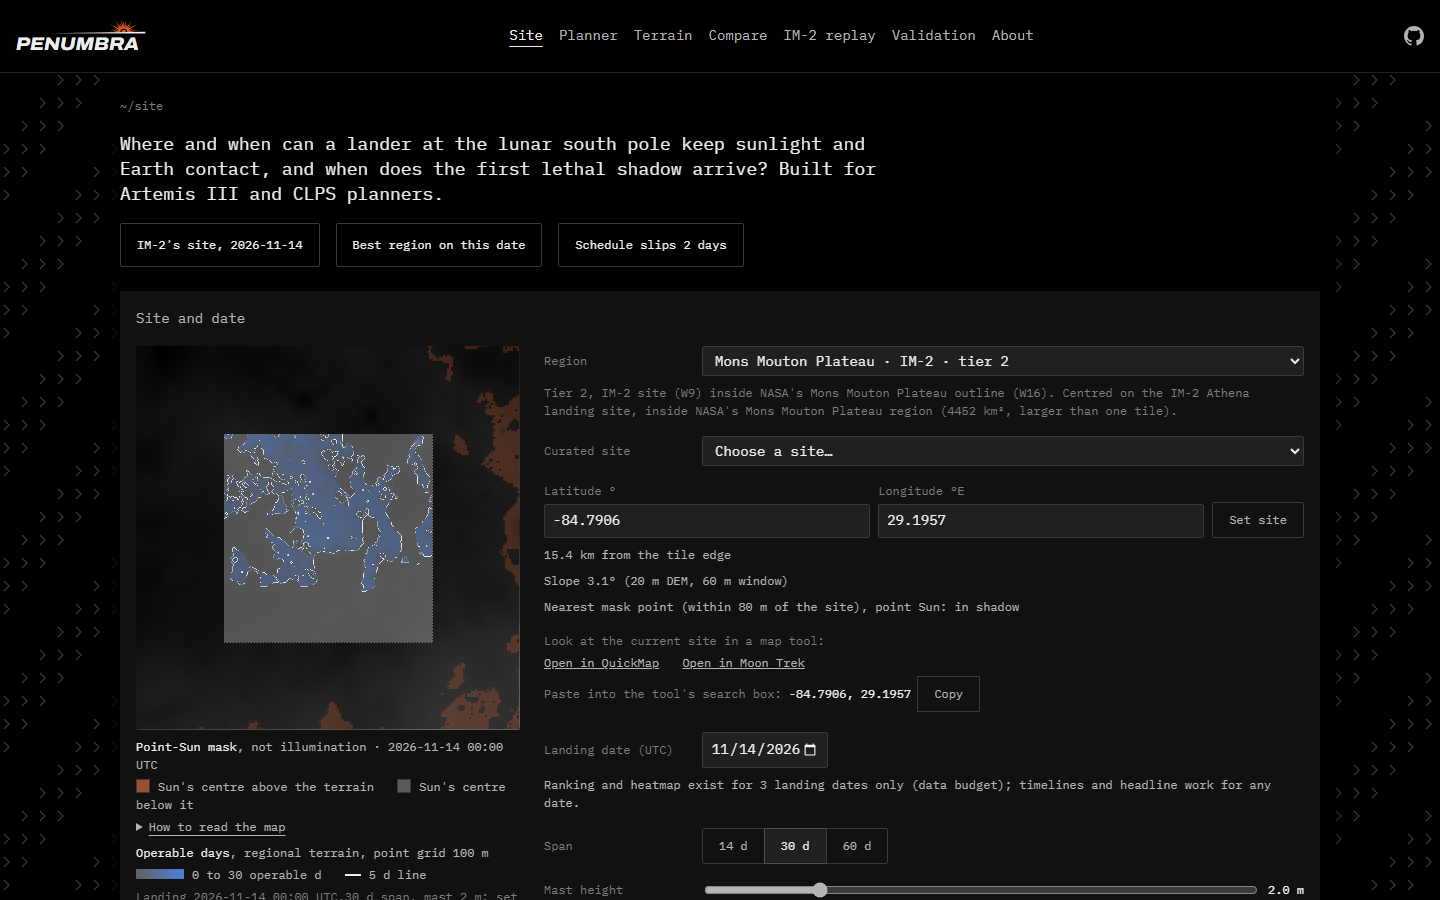 PENUMBRA
Site Planner Terrain Compare IM-2 replay Validation About
~/site
Where and when can a lander at the lunar south pole keep sunlight and
Earth contact, and when does the first lethal shadow arrive? Built for
Artemis III and CLPS planners.
IM-2's site, 2026-11-14
Best region on this date
Schedule slips 2 days
Site and date
Region
Mons Mouton Plateau · IM-2 · tier 2
Tier 2, IM-2 site (W9) inside NASA's Mons Mouton Plateau outline (W16). Centred on the IM-2 Athena
landing site, inside NASA's Mons Mouton Plateau region (4452 km², larger than one tile).
Curated site
Choose a site…
Latitude °
Longitude °E
-84.7906
29.1957
Set site
15.4 km from the tile edge
Slope 3.1° (20 m DEM, 60 m window)
Nearest mask point (within 80 m of the site), point Sun: in shadow
Look at the current site in a map tool:
Open in QuickMap Open in Moon Trek
Paste into the tool's search box: -84.7906, 29.1957
Copy
Landing date (UTC)
11/14/2026
Ranking and heatmap exist for 3 landing dates only (data budget); timelines and headline work for any
date.
Span
14 d
30 d
60 d
Mast height
2.0 m
Point-Sun mask, not illumination · 2026-11-14 00:00
UTC
Sun's centre above the terrain Sun's centre
below it
How to read the map
Operable days, regional terrain, point grid 100 m
0 to 30 operable d 5 d line
Landing 2026-11-14 00:00 UTC, 30 d span, mast 2 m; set